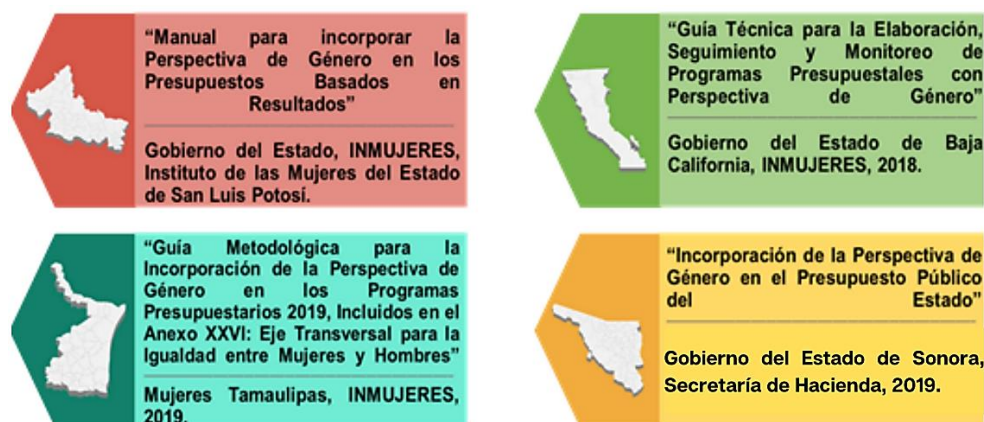 “Manual para incorporar la
Perspectiva de Género en los
Presupuestos Basados en
Resultados”
Gobierno del Estado, INMUJERES,
Instituto de las Mujeres del Estado
de San Luis Potosí.
“Guía Técnica para la Elaboración,
Seguimiento y Monitoreo de
Programas Presupuestales con
Perspectiva de Género”
Gobierno del Estado de Baja
California, INMUJERES, 2018.
“Guía Metodológica para la
Incorporación de la Perspectiva de
Género en los Programas
Presupuestarios 2019, Incluidos en el
Anexo XXVI: Eje Transversal para la
Igualdad entre Mujeres y Hombres”
Mujeres Tamaulipas, INMUJERES,
2019.
“Incorporación de la Perspectiva de
Género en el Presupuesto Público
del Estado”
Gobierno del Estado de Sonora,
Secretaría de Hacienda, 2019.